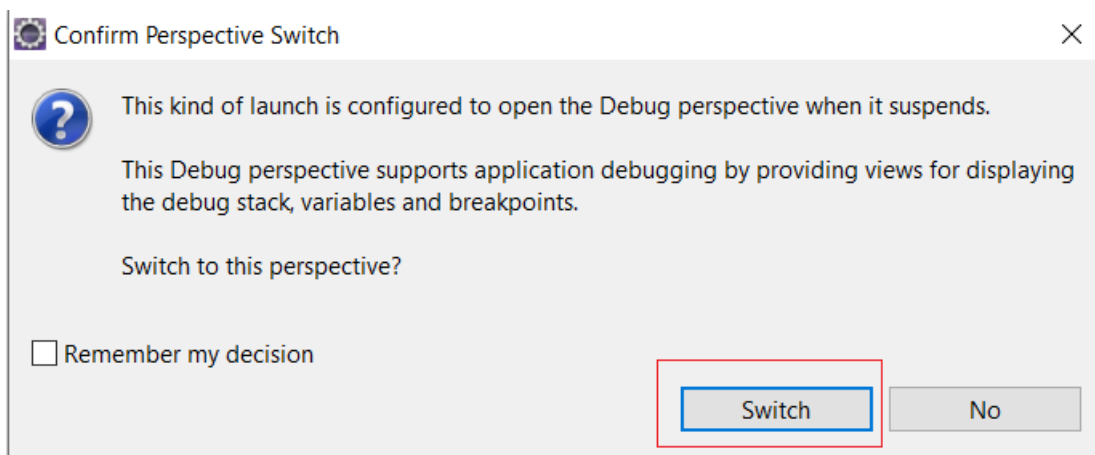 Confirm Perspective Switch
This kind of launch is configured to open the Debug perspective when it suspends.
This Debug perspective supports application debugging by providing views for displaying
the debug stack, variables and breakpoints.
Switch to this perspective?
Remember my decision
Switch
No